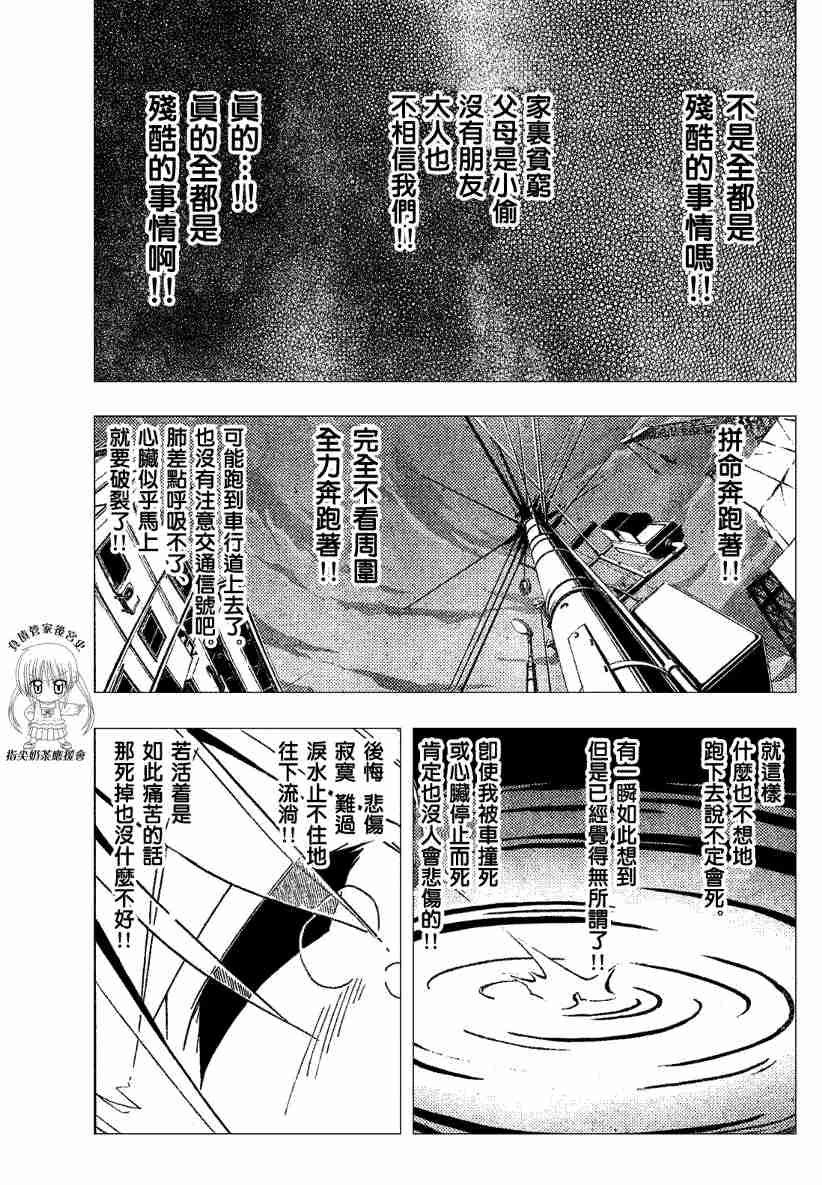 不是全都是
殘酷的事情嗎!!
家裏貧窮
父母是小偷
沒有朋友
大人也
不相信我們!!
真的…!!
真的全都是
殘酷的事情啊!!
拼命奔跑著!!
完全不看周圍
全力奔跑著!!
可能跑到車行道上去了，
也沒有注意交通信號吧。
肺差點呼吸不了、
心臟似乎馬上
就要破裂了!!
就這樣
什麼也不想地
跑下去說不定會死。
有一瞬如此想到
但是已經覺得無所謂了!!
即使我被車撞死
或心臟停止而死
肯定也沒人會悲傷的!!
後悔 悲傷
寂寞 難過
淚水止不住地
往下流淌!!
若活着是
如此痛苦的話
那死掉也沒什麼不好!!
負債管家後宮史
指尖奶茶應援會